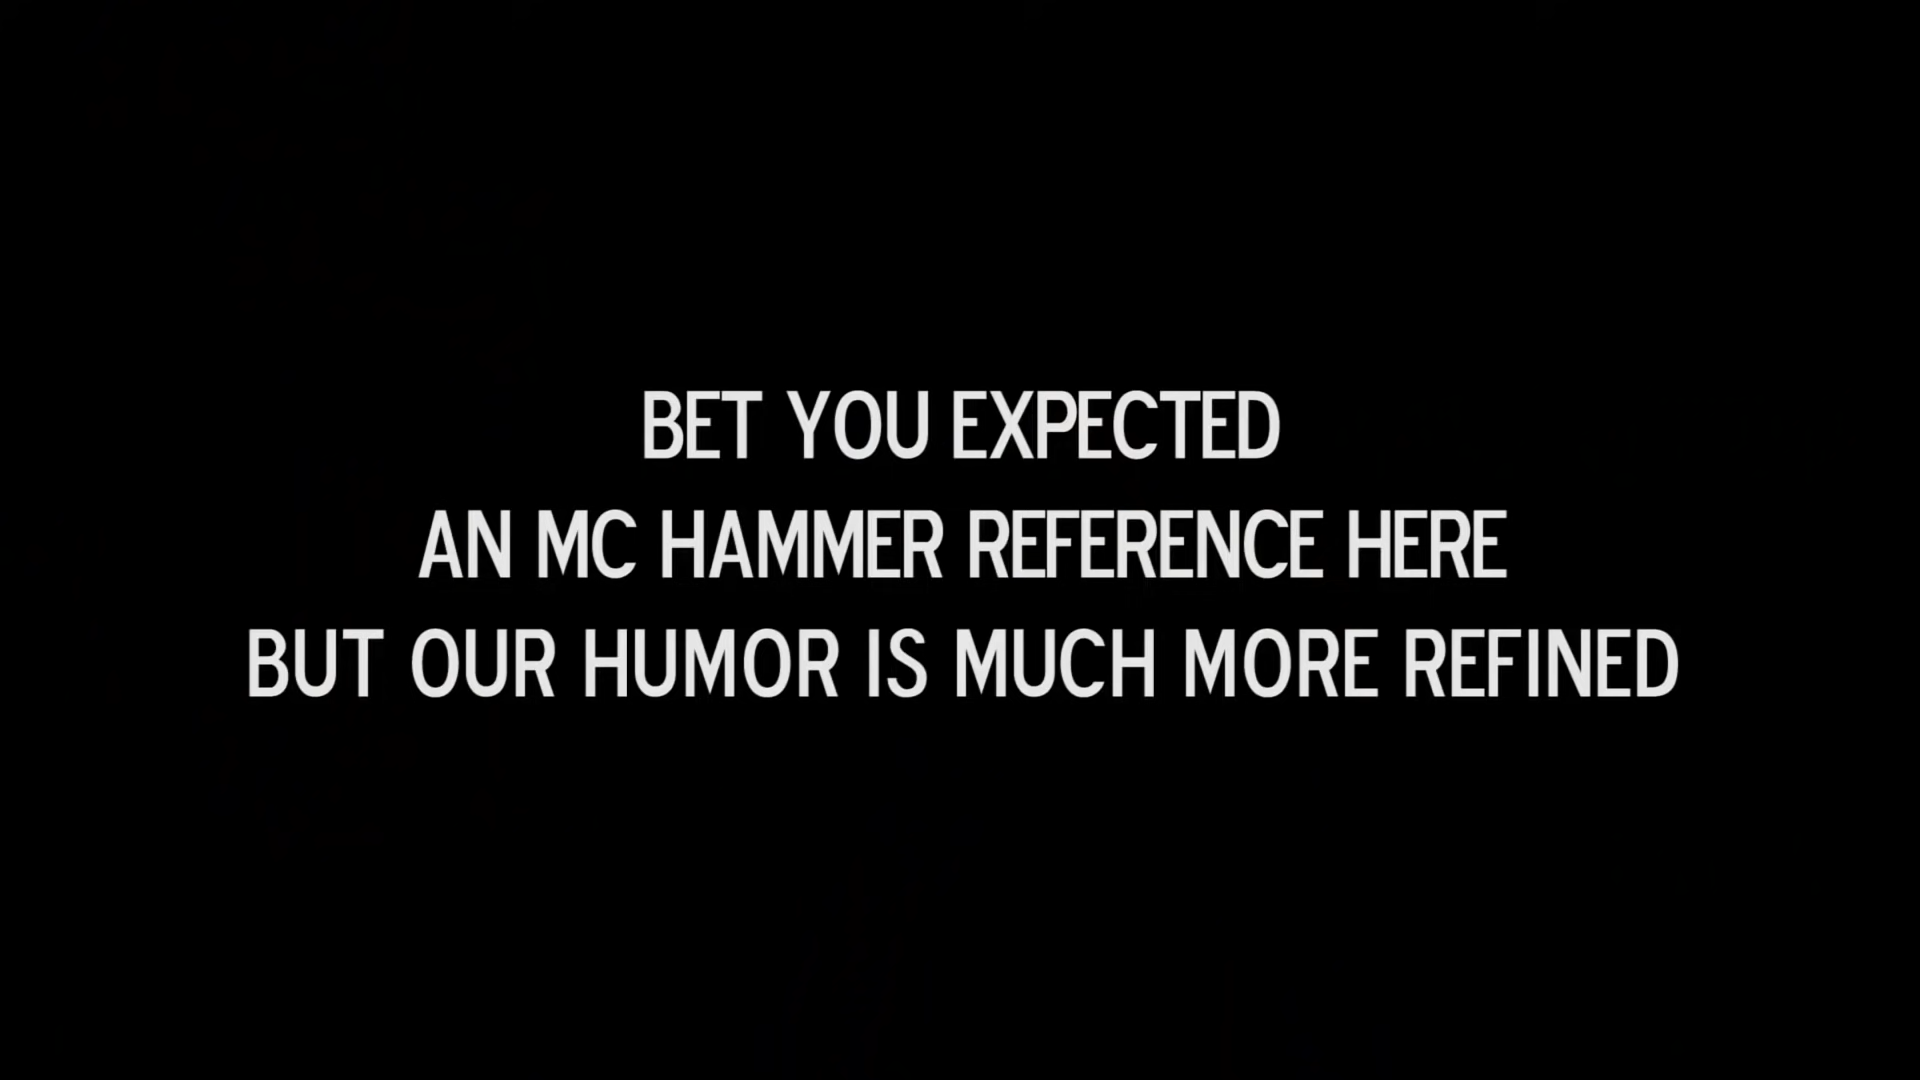 BET YOU EXPECTED
AN MC HAMMER REFERENCE HERE
BUT OUR HUMOR IS MUCH MORE REFINED